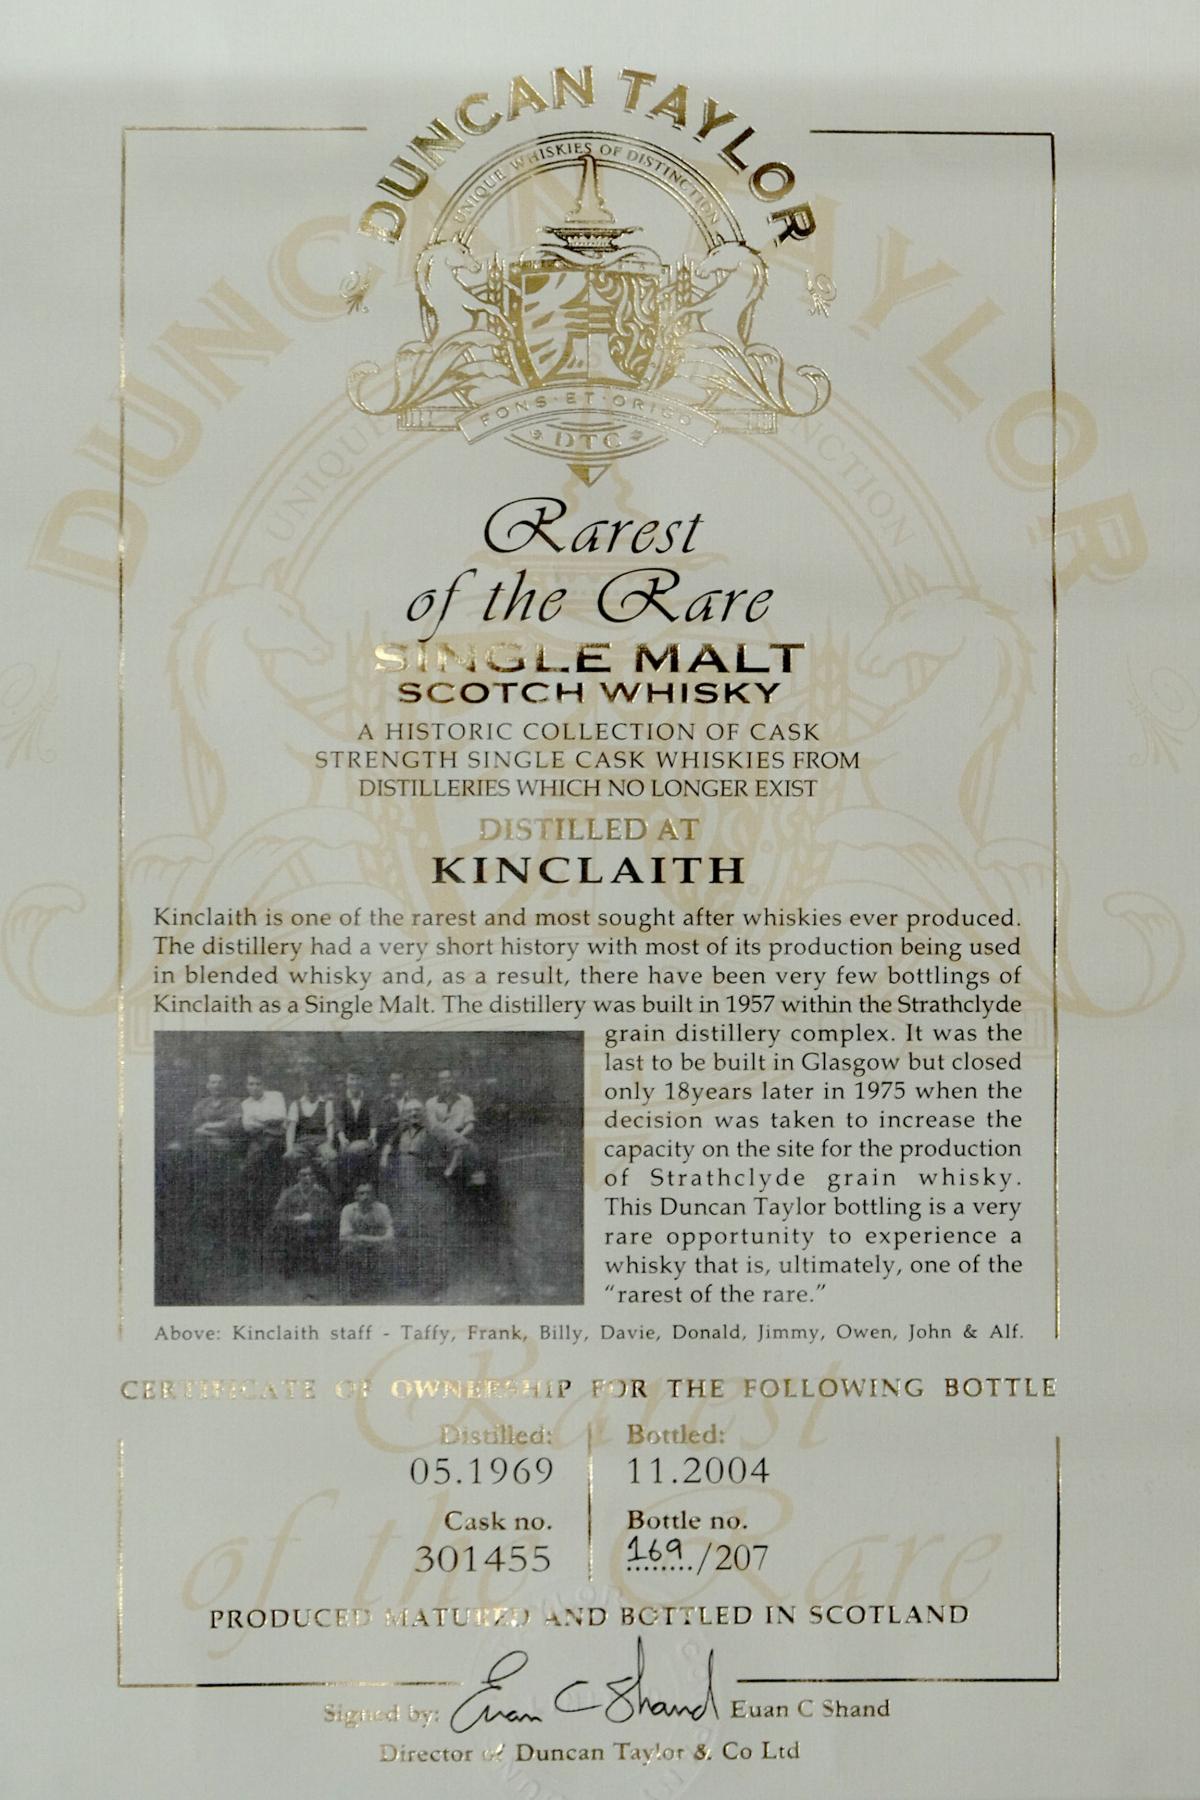 DUNCAN TAYLOR
UNIQUE WHISKIES OF DISTINCTION
FONS·ET·ORIGO
DTC
Rarest
of the Rare
SINGLE MALT
SCOTCH WHISKY
A HISTORIC COLLECTION OF CASK
STRENGTH SINGLE CASK WHISKIES FROM
DISTILLERIES WHICH NO LONGER EXIST
DISTILLED AT
KINCLAITH
Kinclaith is one of the rarest and most sought after whiskies ever produced.
The distillery had a very short history with most of its production being used
in blended whisky and, as a result, there have been very few bottlings of
Kinclaith as a Single Malt. The distillery was built in 1957 within the Strathclyde
grain distillery complex. It was the
last to be built in Glasgow but closed
only 18years later in 1975 when the
decision was taken to increase the
capacity on the site for the production
of Strathclyde grain whisky.
This Duncan Taylor bottling is a very
rare opportunity to experience a
whisky that is, ultimately, one of the
“rarest of the rare.”
Above: Kinclaith staff - Taffy, Frank, Billy, Davie, Donald, Jimmy, Owen, John & Alf.
CERTIFICATE OF OWNERSHIP FOR THE FOLLOWING BOTTLE
Distilled: Bottled:
05.1969 11.2004
Cask no. Bottle no.
301455 169/207
PRODUCED MATURED AND BOTTLED IN SCOTLAND
Signed by: Euan C Shand Euan C Shand
Director of Duncan Taylor & Co Ltd